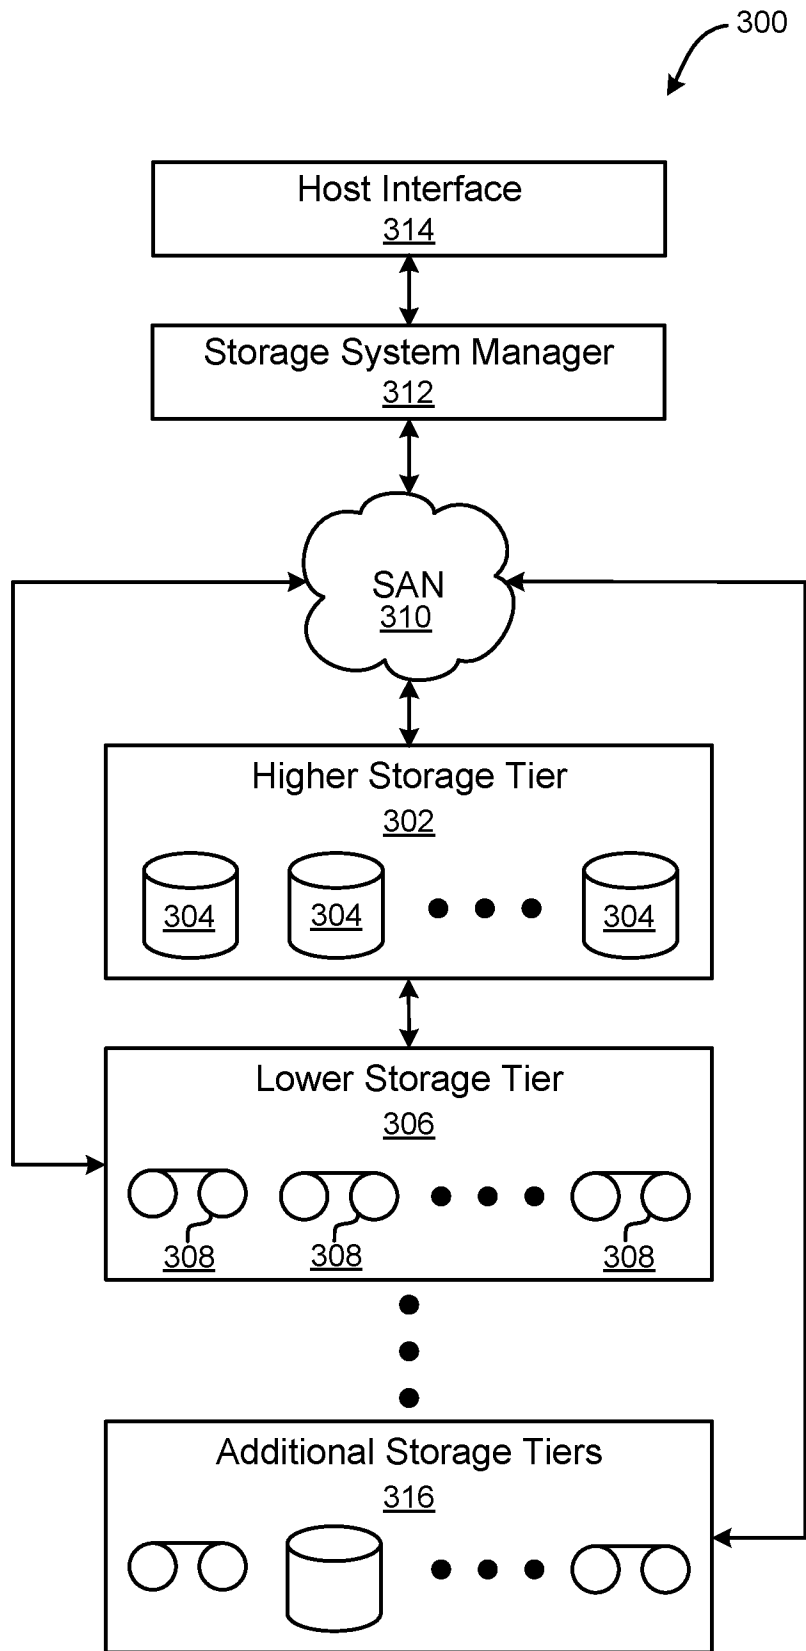 300
Host Interface
314
Storage System Manager
312
SAN
310
Higher Storage Tier
302
304 304 304
Lower Storage Tier
306
308 308 308
Additional Storage Tiers
316